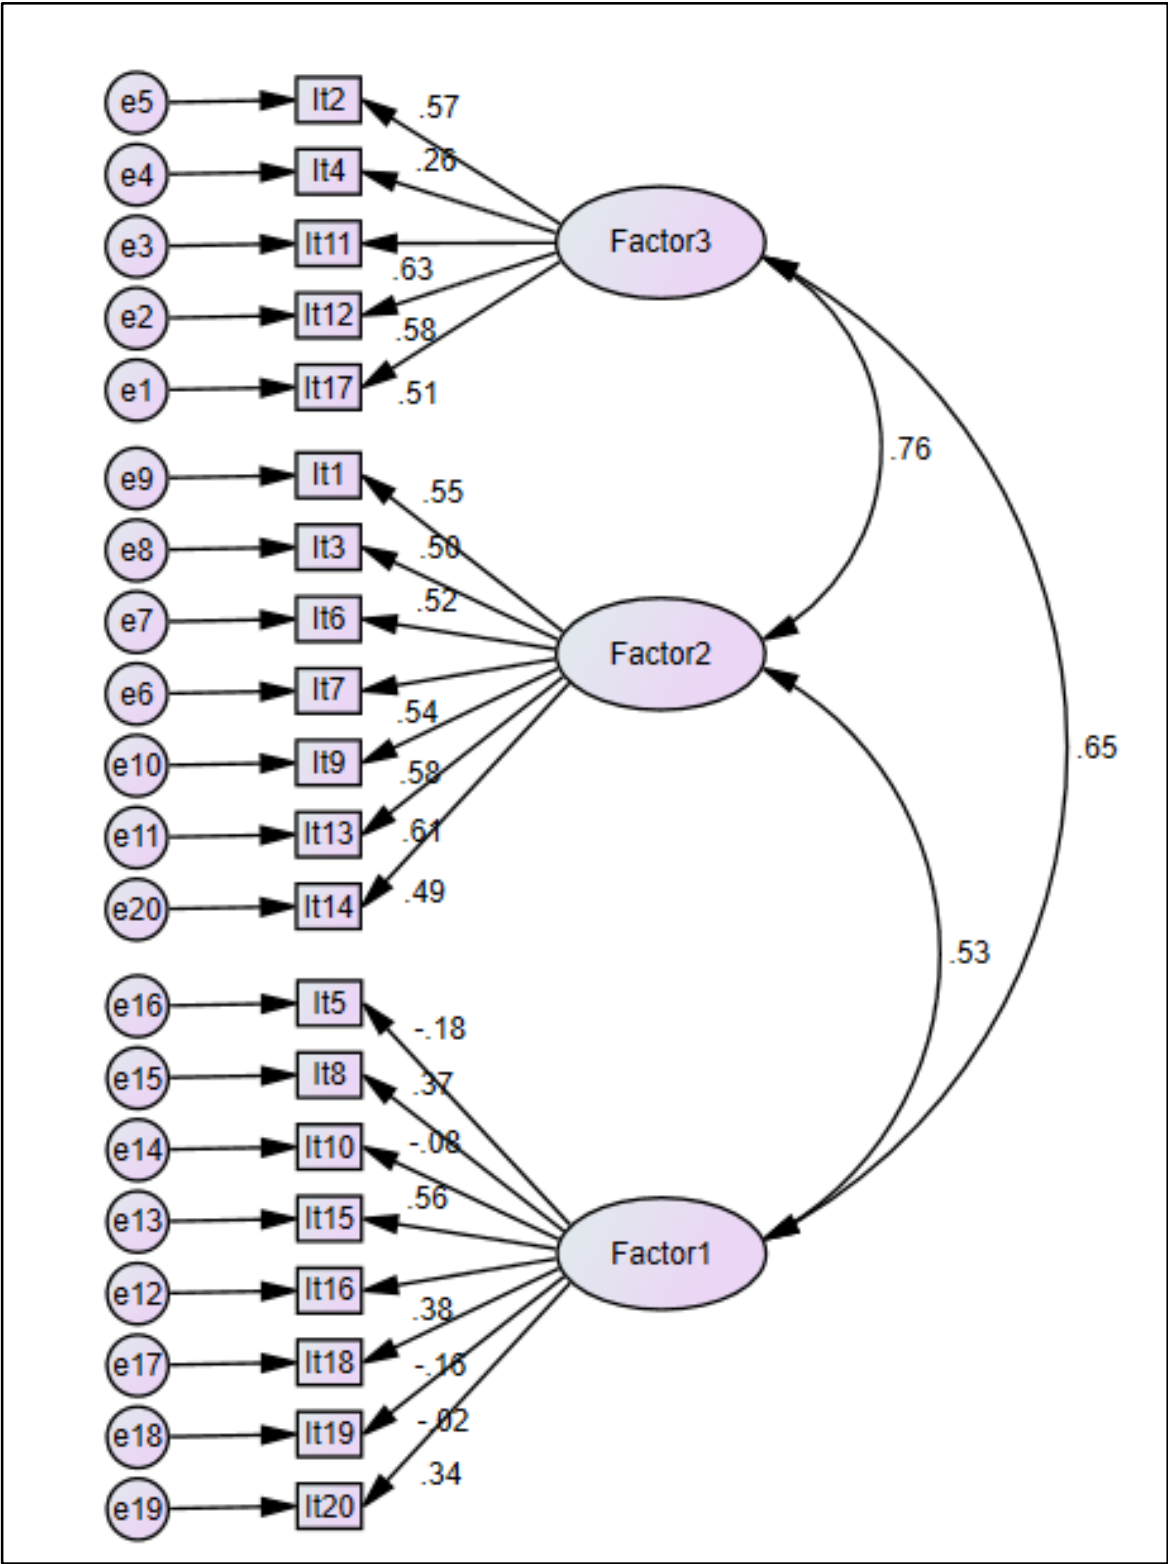 e5 It2 .57
e4 It4 .26
Factor3
e3 It11 .63
e2 It12 .58
e1 It17 .51
.76
e9 It1 .55
e8 It3 .50
e7 It6 .52
Factor2
e6 It7 .54
e10 It9 .58
.65
e11 It13 .61
e20 It14 .49
.53
e16 It5 -.18
e15 It8 .37
e14 It10 -.08
e13 It15 .56
Factor1
e12 It16 .38
e17 It18 -.16
e18 It19 -.02
e19 It20 .34